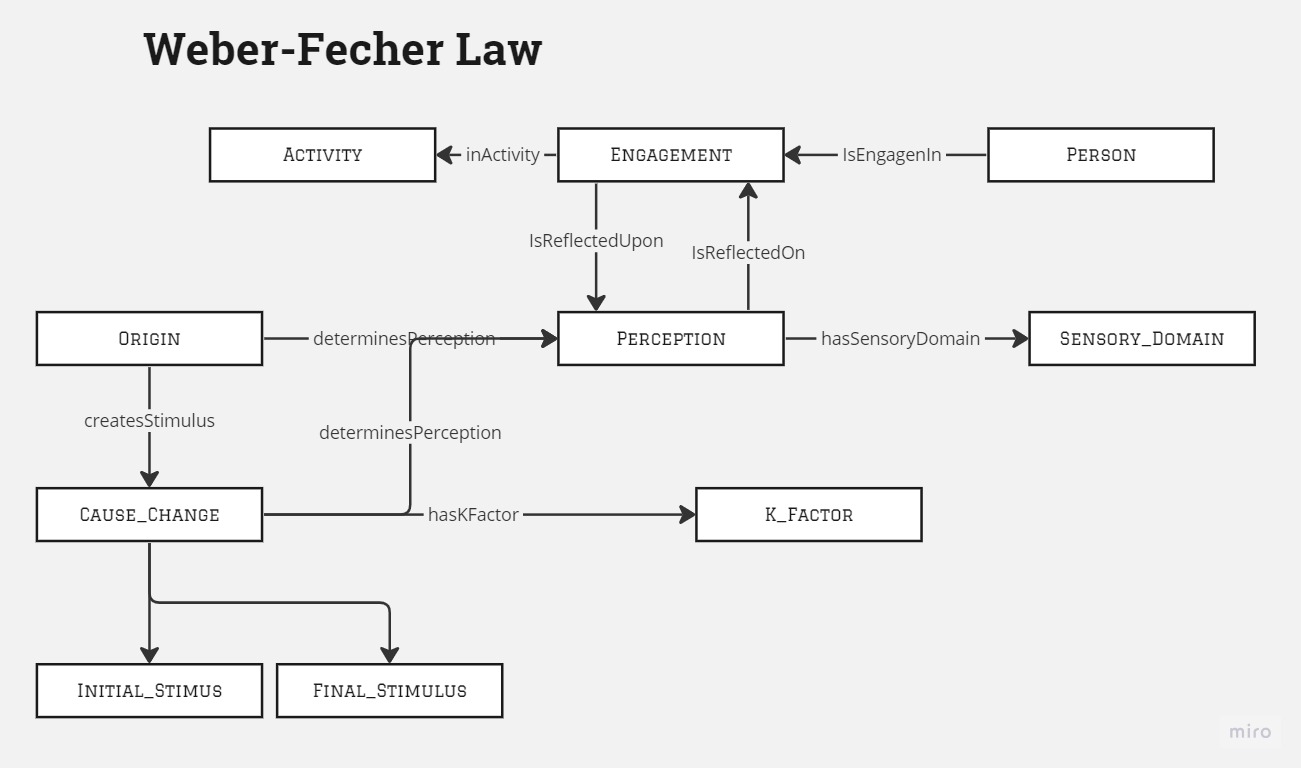 Weber-Fecher Law
Activity
inActivity
Engagement
IsEngagenIn
Person
IsReflectedUpon
IsReflectedOn
Origin
determinesPerception
Perception
hasSensoryDomain
Sensory_Domain
createsStimulus
determinesPerception
Cause_Change
hasKFactor
K_Factor
Initial_Stimus
Final_Stimulus
miro